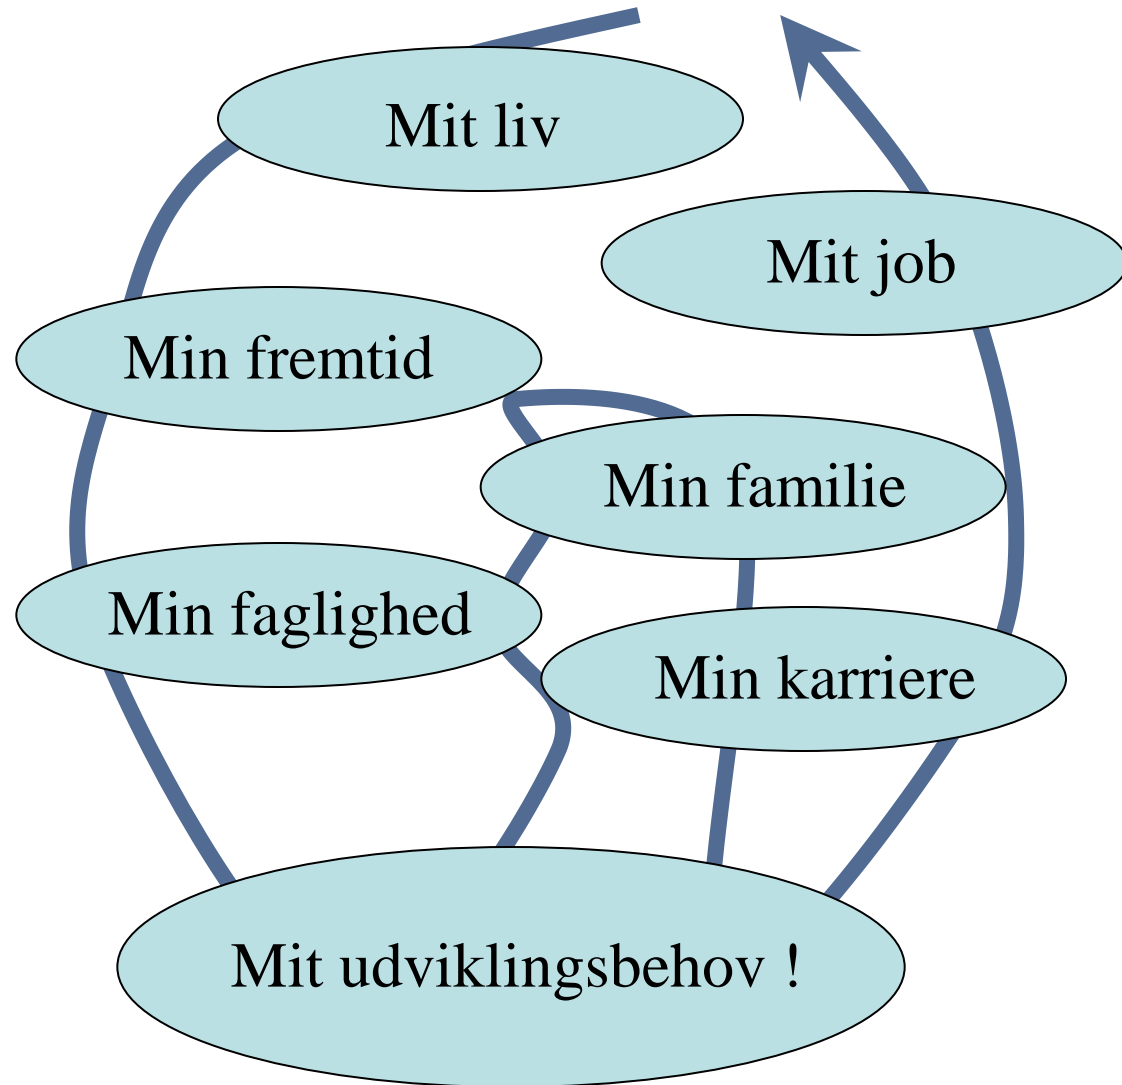 Mit liv
Mit job
Min fremtid
Min familie
Min faglighed
Min karriere
Mit udviklingsbehov !